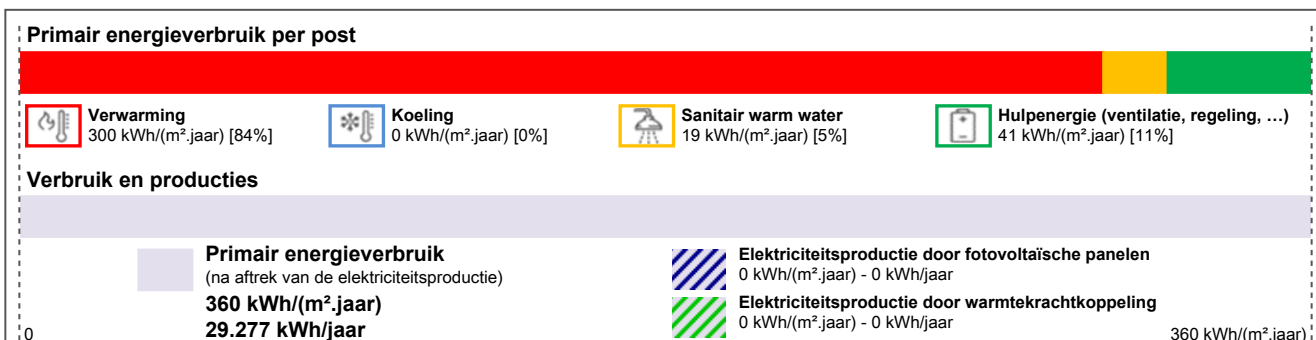 Primair energieverbruik per post
Verwarming
300 kWh/(m².jaar) [84%]
Koeling
0 kWh/(m².jaar) [0%]
Sanitair warm water
19 kWh/(m².jaar) [5%]
Hulpenergie (ventilatie, regeling, …)
41 kWh/(m².jaar) [11%]
Verbruik en producties
Primair energieverbruik
(na aftrek van de elektriciteitsproductie)
360 kWh/(m².jaar)
29.277 kWh/jaar
Elektriciteitsproductie door fotovoltaïsche panelen
0 kWh/(m².jaar) - 0 kWh/jaar
Elektriciteitsproductie door warmtekrachtkoppeling
0 kWh/(m².jaar) - 0 kWh/jaar
0
360 kWh/(m².jaar)